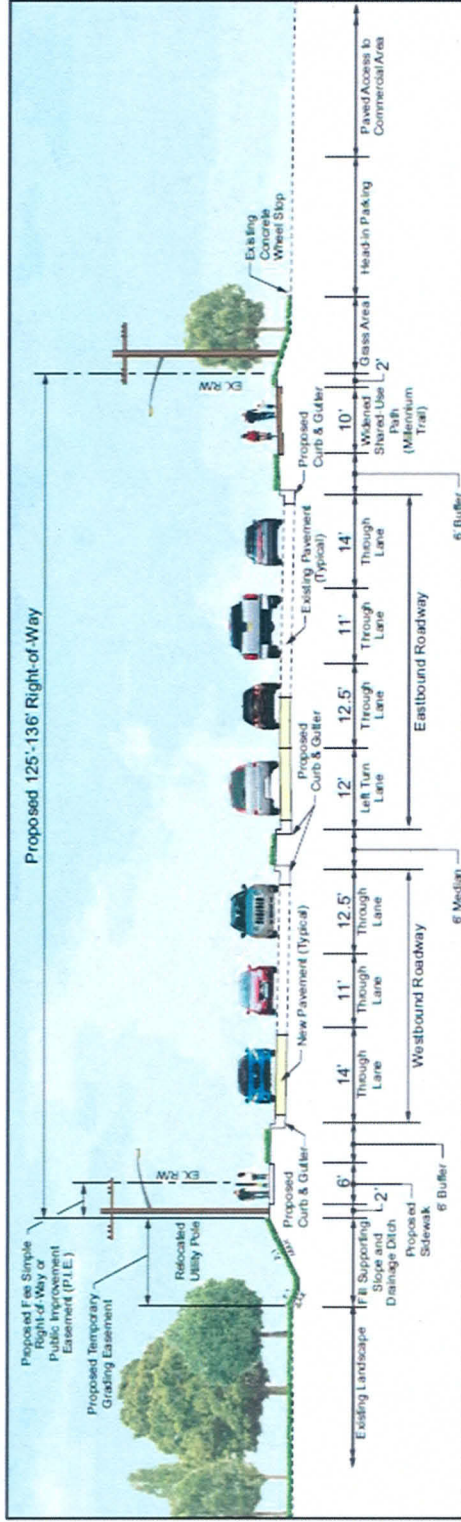 Proposed 125'-136' Right-of-Way
Proposed Fee Simple
Right-of-Way or
Public Improvement
Easement (P.I.E.)
Proposed Temporary
Grading Easement
Relocated
Utility Pole
EX. R/W
Proposed
Curb & Gutter
New Pavement (Typical)
Proposed
Curb & Gutter
Existing Pavement
(Typical)
Proposed
Curb & Gutter
EX. R/W
Existing
Concrete
Wheel Stop
Existing Landscape
Fill Supporting
Slope and
Drainage Ditch
2'
6'
Proposed
Sidewalk
6' Buffer
14'
Through
Lane
11'
Through
Lane
12.5'
Through
Lane
Westbound Roadway
6' Median
12'
Left Turn
Lane
12.5'
Through
Lane
11'
Through
Lane
14'
Through
Lane
Eastbound Roadway
6' Buffer
10'
Widened
Shared-Use
Path
(Millennium
Trail)
2'
Grass Area
Head-in Parking
Paved Access to
Commercial Area